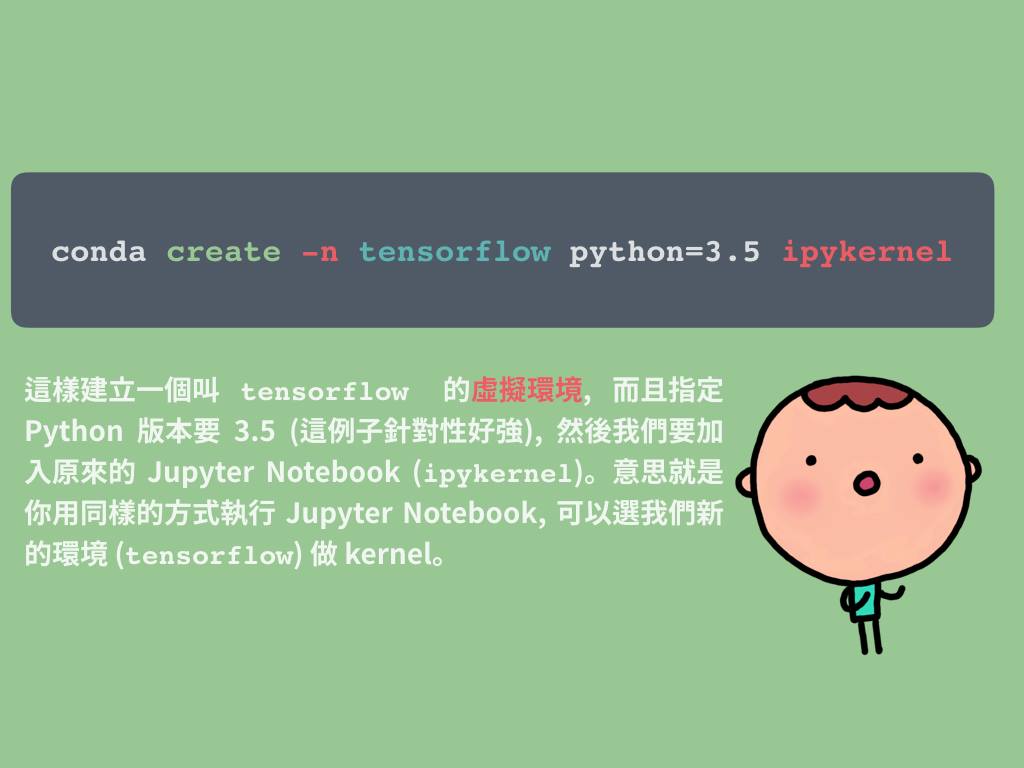 conda create -n tensorflow python=3.5 ipykernel
這樣建立一個叫 tensorflow 的虛擬環境, 而且指定
Python 版本要 3.5 (這例子針對性好強), 然後我們要加
入原來的 Jupyter Notebook (ipykernel)。意思就是
你用同樣的方式執行 Jupyter Notebook, 可以選我們新
的環境 (tensorflow) 做 kernel。